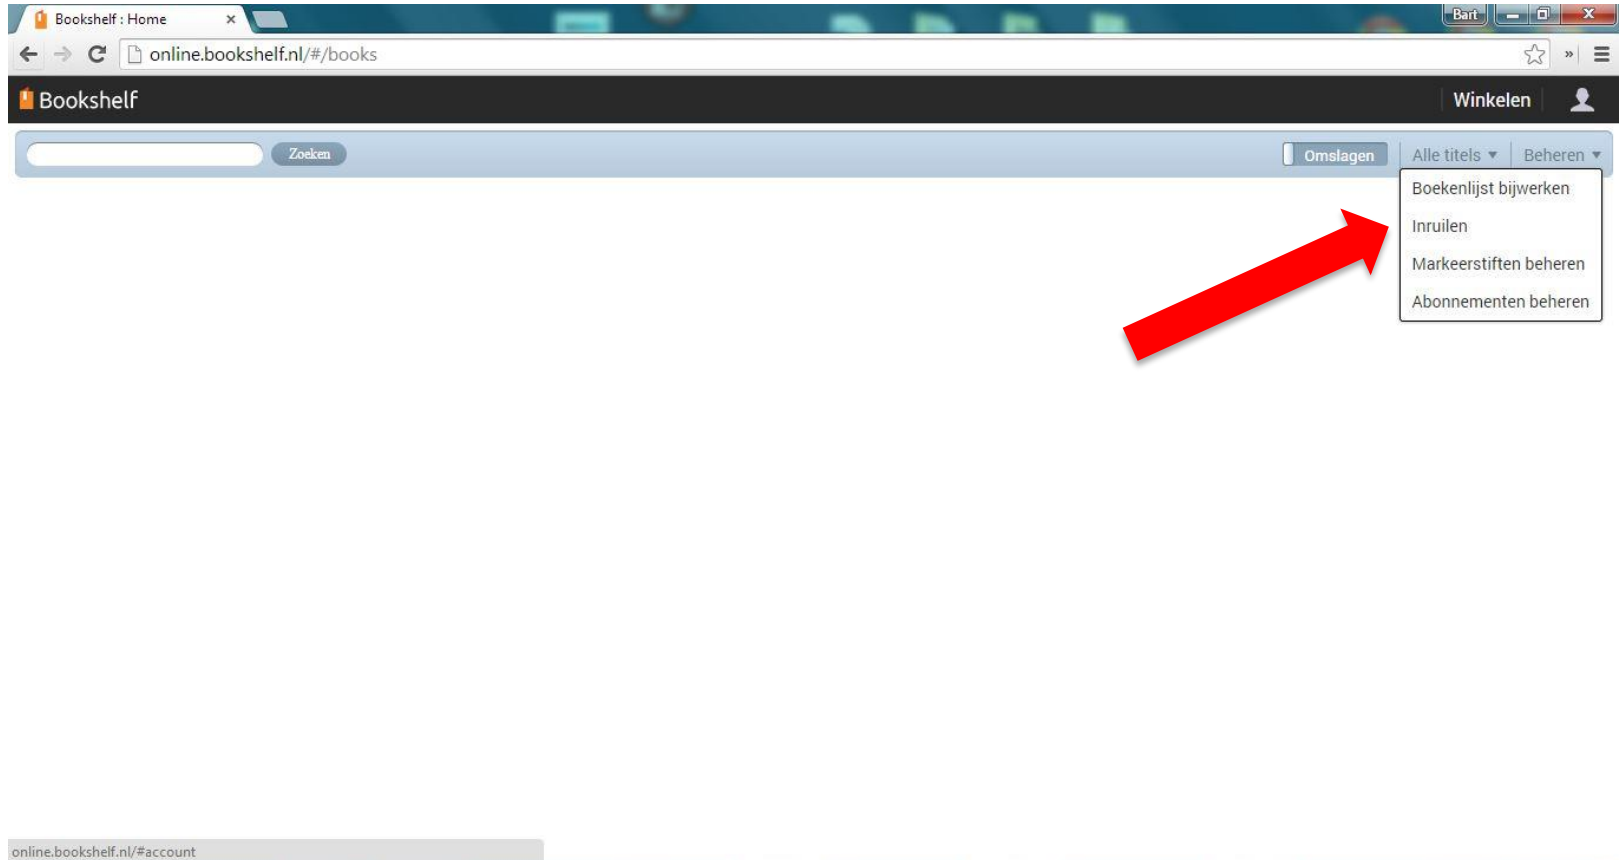 Bookshelf : Home
Bart
online.bookshelf.nl/#/books
Bookshelf
Winkelen
Zoeken
Omslagen
Alle titels
Beheren
Boekenlijst bijwerken
Inruilen
Markeerstiften beheren
Abonnementen beheren
online.bookshelf.nl/#account